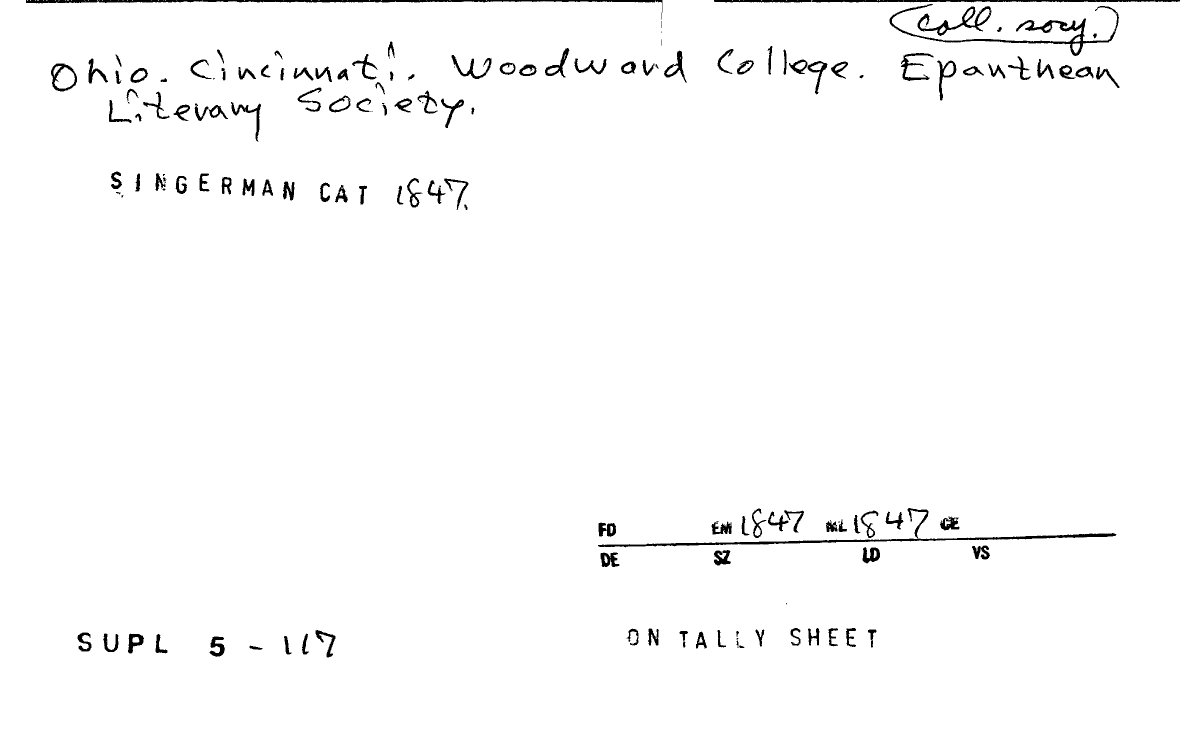 coll. socy.
Ohio. Cincinnati. Woodward College. Epanthean
Literary Society.
SINGERMAN CAT 1847.
FD EM 1847 ML 1847 CE
DE SZ LD VS
SUPL 5 - 117
ON TALLY SHEET